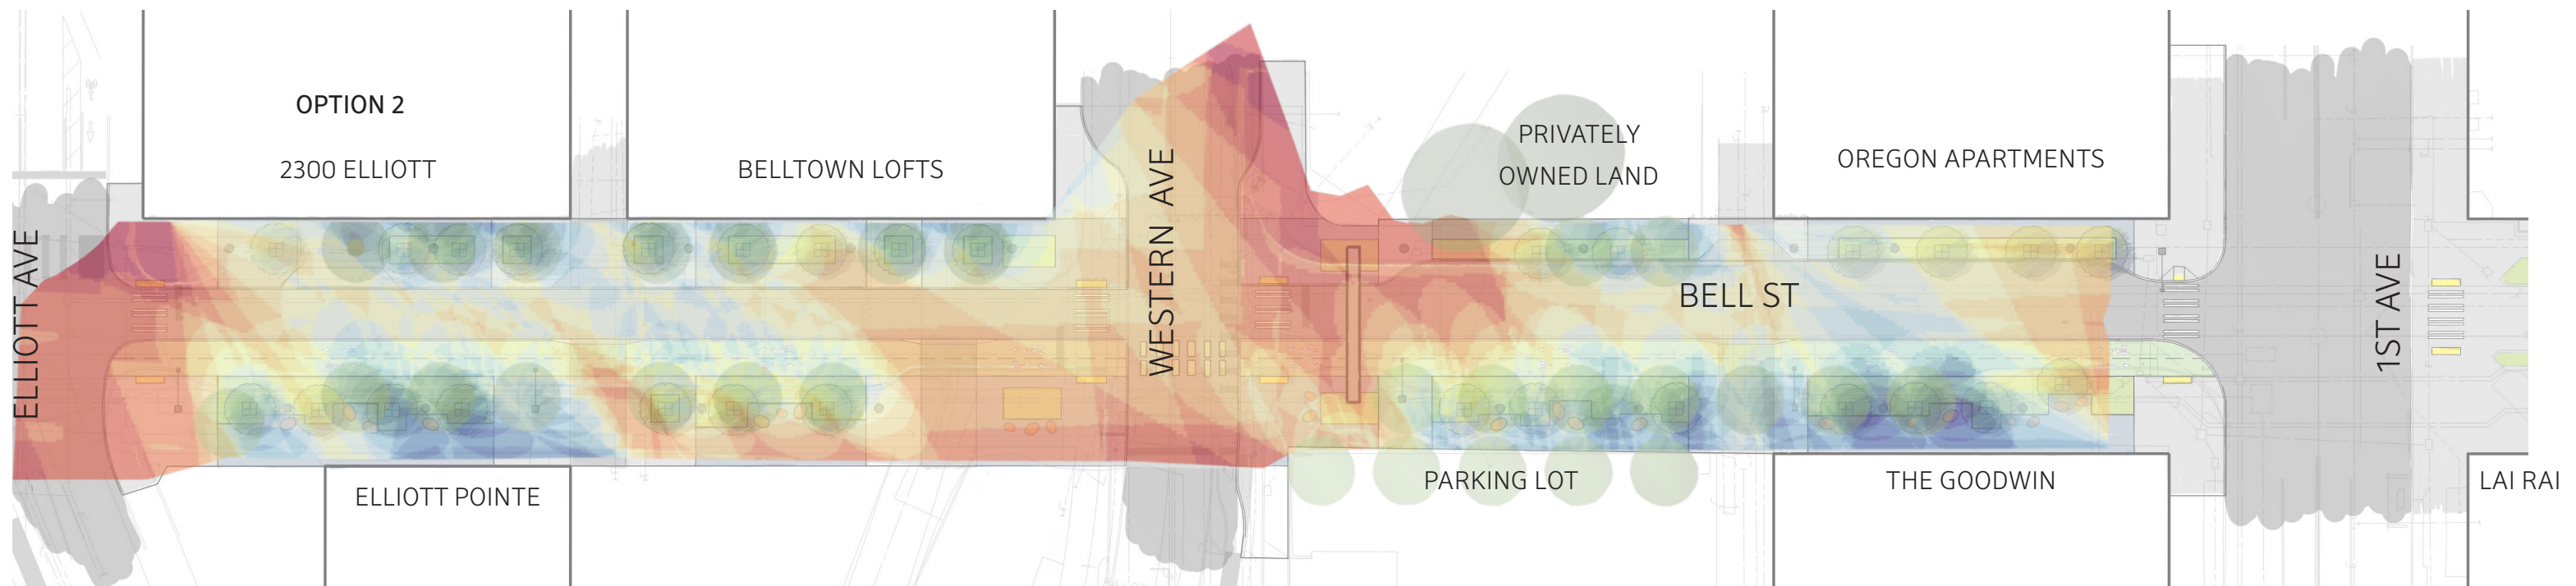 OPTION 2
2300 ELLIOTT
BELLTOWN LOFTS
PRIVATELY
OWNED LAND
OREGON APARTMENTS
ELLIOTT AVE
WESTERN AVE
BELL ST
1ST AVE
ELLIOTT POINTE
PARKING LOT
THE GOODWIN
LAI RAI